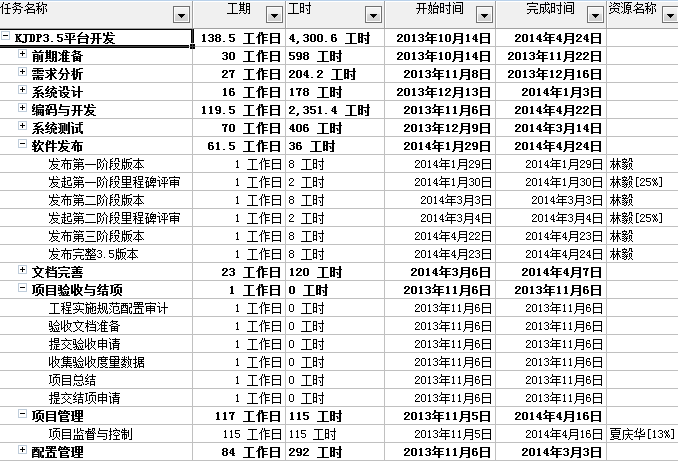 任务名称 工期 工时 开始时间 完成时间 资源名称
KJDP3.5平台开发 138.5 工作日 4,300.6 工时 2013年10月14日 2014年4月24日
前期准备 30 工作日 598 工时 2013年10月14日 2013年11月22日
需求分析 27 工作日 204.2 工时 2013年11月8日 2013年12月16日
系统设计 16 工作日 178 工时 2013年12月13日 2014年1月3日
编码与开发 119.5 工作日 2,351.4 工时 2013年11月6日 2014年4月22日
系统测试 70 工作日 406 工时 2013年12月9日 2014年3月14日
软件发布 61.5 工作日 36 工时 2014年1月29日 2014年4月24日
发布第一阶段版本 1 工作日 8 工时 2014年1月29日 2014年1月29日 林毅
发起第一阶段里程碑评审 1 工作日 2 工时 2014年1月30日 2014年1月30日 林毅[25%]
发布第二阶段版本 1 工作日 8 工时 2014年3月3日 2014年3月3日 林毅
发起第二阶段里程碑评审 1 工作日 2 工时 2014年3月4日 2014年3月4日 林毅[25%]
发布第三阶段版本 1 工作日 8 工时 2014年4月22日 2014年4月23日 林毅
发布完整3.5版本 1 工作日 8 工时 2014年4月23日 2014年4月24日 林毅
文档完善 23 工作日 120 工时 2014年3月6日 2014年4月7日
项目验收与结项 1 工作日 0 工时 2013年11月6日 2013年11月6日
工程实施规范配置审计 1 工作日 0 工时 2013年11月6日 2013年11月6日
验收文档准备 1 工作日 0 工时 2013年11月6日 2013年11月6日
提交验收申请 1 工作日 0 工时 2013年11月6日 2013年11月6日
收集验收度量数据 1 工作日 0 工时 2013年11月6日 2013年11月6日
项目总结 1 工作日 0 工时 2013年11月6日 2013年11月6日
提交结项申请 1 工作日 0 工时 2013年11月6日 2013年11月6日
项目管理 117 工作日 115 工时 2013年11月5日 2014年4月16日
项目监督与控制 115 工作日 115 工时 2013年11月5日 2014年4月16日 夏庆华[13%]
配置管理 84 工作日 292 工时 2013年11月6日 2014年3月3日